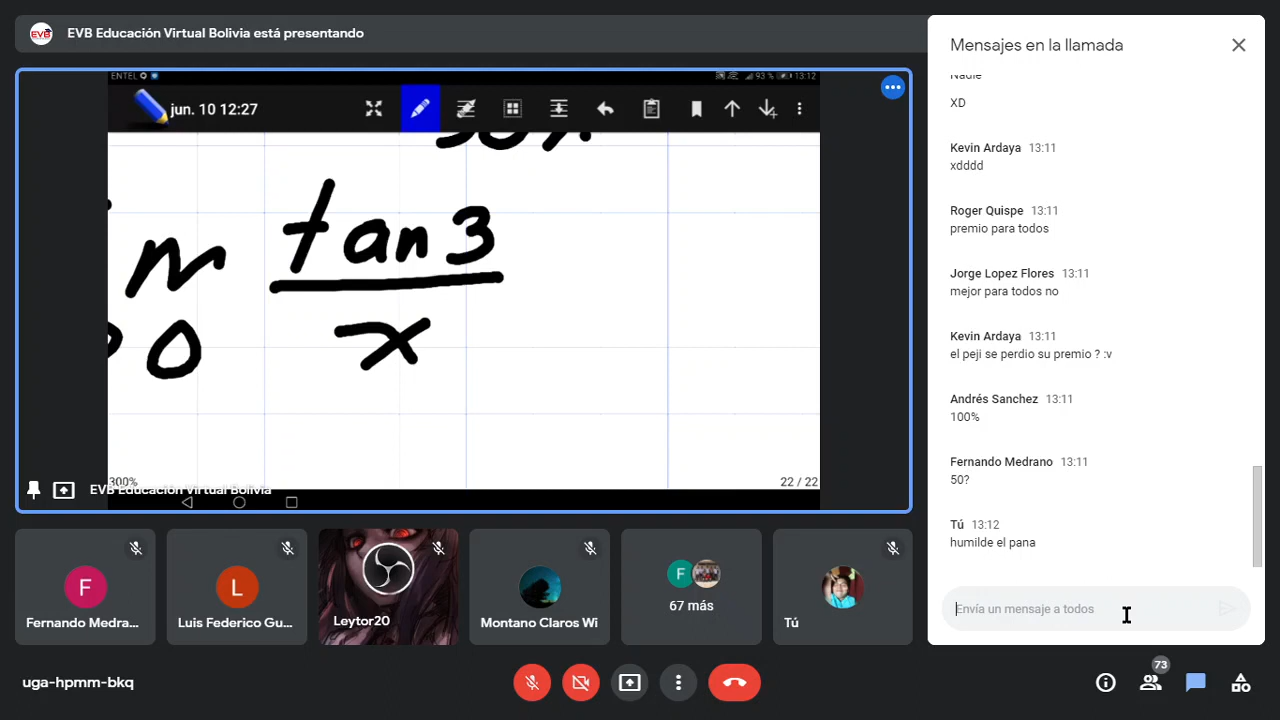 EVB Educación Virtual Bolivia está presentando
ENTEL
93 % 13:12
jun. 10 12:27
tan 3
x
0
300%
22 / 22
EVB Educación Virtual Bolivia
Fernando Medra...
Luis Federico Gu...
Leytor20
Montano Claros Wi
67 más
Tú
uga-hpmm-bkq
Mensajes en la llamada
Nadie
XD
Kevin Ardaya 13:11
xdddd
Roger Quispe 13:11
premio para todos
Jorge Lopez Flores 13:11
mejor para todos no
Kevin Ardaya 13:11
el peji se perdio su premio ? :v
Andrés Sanchez 13:11
100%
Fernando Medrano 13:11
50?
Tú 13:12
humilde el pana
Envía un mensaje a todos
73